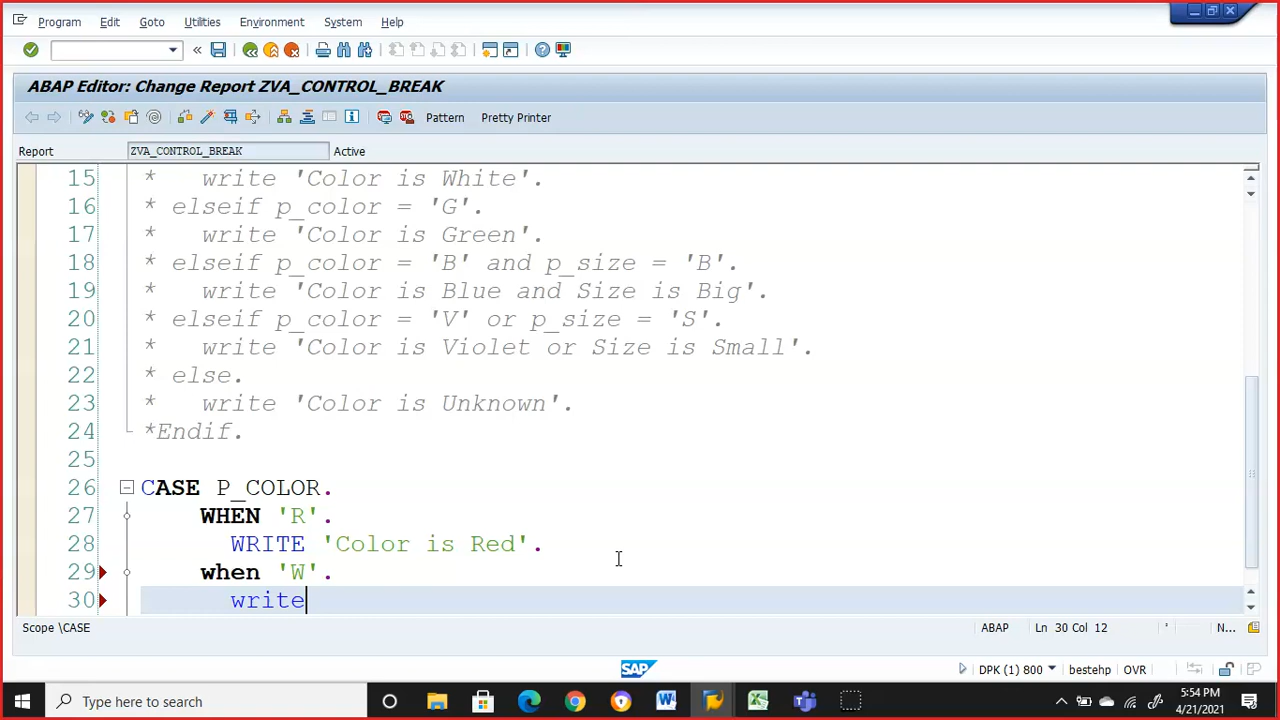 Program Edit Goto Utilities Environment System Help
ABAP Editor: Change Report ZVA_CONTROL_BREAK
Pattern Pretty Printer
Report ZVA_CONTROL_BREAK Active
15 * write 'Color is White'.
16 * elseif p_color = 'G'.
17 * write 'Color is Green'.
18 * elseif p_color = 'B' and p_size = 'B'.
19 * write 'Color is Blue and Size is Big'.
20 * elseif p_color = 'V' or p_size = 'S'.
21 * write 'Color is Violet or Size is Small'.
22 * else.
23 * write 'Color is Unknown'.
24 *Endif.
25
26 CASE P_COLOR.
27 WHEN 'R'.
28 WRITE 'Color is Red'.
29 when 'W'.
30 write
Scope \CASE ABAP Ln 30 Col 12 N...
SAP DPK (1) 800 bestehp OVR
Type here to search 5:54 PM
4/21/2021